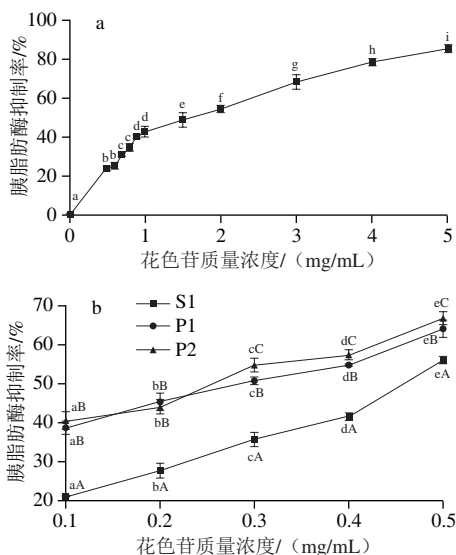 a
胰脂肪酶抑制率/%
100
80
60
40
20
0
a
b
b
c
c
d
d
e
f
g
h
i
0 1 2 3 4 5
花色苷质量浓度/（mg/mL）
b
S1
P1
P2
胰脂肪酶抑制率/%
70
60
50
40
30
20
aB
bB
cC
dC
eC
aB
bB
cB
dB
eB
aA
bA
cA
dA
eA
0.1 0.2 0.3 0.4 0.5
花色苷质量浓度/（mg/mL）